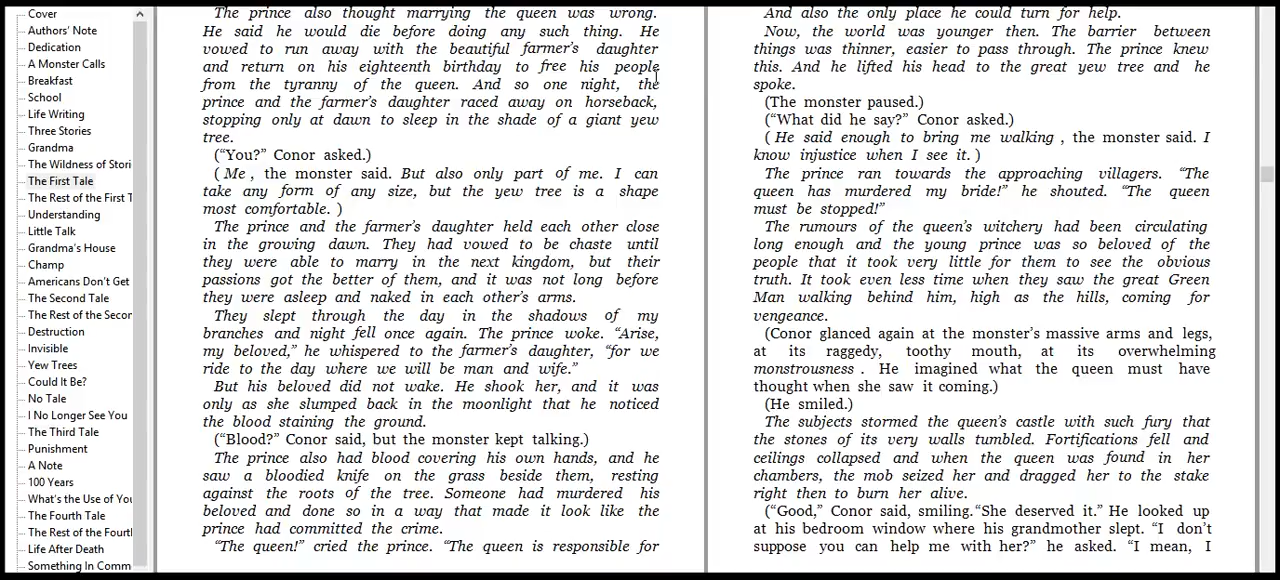 Cover
Authors' Note
Dedication
A Monster Calls
Breakfast
School
Life Writing
Three Stories
Grandma
The Wildness of Stori
The First Tale
The Rest of the First T
Understanding
Little Talk
Grandma's House
Champ
Americans Don't Get
The Second Tale
The Rest of the Secor
Destruction
Invisible
Yew Trees
Could It Be?
No Tale
I No Longer See You
The Third Tale
Punishment
A Note
100 Years
What's the Use of You
The Fourth Tale
The Rest of the Fourtl
Life After Death
Something In Comm
The prince also thought marrying the queen was wrong.
He said he would die before doing any such thing. He
vowed to run away with the beautiful farmer's daughter
and return on his eighteenth birthday to free his people
from the tyranny of the queen. And so one night, the
prince and the farmer's daughter raced away on horseback,
stopping only at dawn to sleep in the shade of a giant yew
tree.
(“You?” Conor asked.)
( Me , the monster said. But also only part of me. I can
take any form of any size, but the yew tree is a shape
most comfortable. )
The prince and the farmer's daughter held each other close
in the growing dawn. They had vowed to be chaste until
they were able to marry in the next kingdom, but their
passions got the better of them, and it was not long before
they were asleep and naked in each other's arms.
They slept through the day in the shadows of my
branches and night fell once again. The prince woke. “Arise,
my beloved,” he whispered to the farmer's daughter, “for we
ride to the day where we will be man and wife.”
But his beloved did not wake. He shook her, and it was
only as she slumped back in the moonlight that he noticed
the blood staining the ground.
(“Blood?” Conor said, but the monster kept talking.)
The prince also had blood covering his own hands, and he
saw a bloodied knife on the grass beside them, resting
against the roots of the tree. Someone had murdered his
beloved and done so in a way that made it look like the
prince had committed the crime.
“The queen!” cried the prince. “The queen is responsible for
And also the only place he could turn for help.
Now, the world was younger then. The barrier between
things was thinner, easier to pass through. The prince knew
this. And he lifted his head to the great yew tree and he
spoke.
(The monster paused.)
(“What did he say?” Conor asked.)
( He said enough to bring me walking , the monster said. I
know injustice when I see it. )
The prince ran towards the approaching villagers. “The
queen has murdered my bride!” he shouted. “The queen
must be stopped!”
The rumours of the queen's witchery had been circulating
long enough and the young prince was so beloved of the
people that it took very little for them to see the obvious
truth. It took even less time when they saw the great Green
Man walking behind him, high as the hills, coming for
vengeance.
(Conor glanced again at the monster's massive arms and legs,
at its raggedy, toothy mouth, at its overwhelming
monstrousness . He imagined what the queen must have
thought when she saw it coming.)
(He smiled.)
The subjects stormed the queen's castle with such fury that
the stones of its very walls tumbled. Fortifications fell and
ceilings collapsed and when the queen was found in her
chambers, the mob seized her and dragged her to the stake
right then to burn her alive.
(“Good,” Conor said, smiling.“She deserved it.” He looked up
at his bedroom window where his grandmother slept. “I don't
suppose you can help me with her?” he asked. “I mean, I